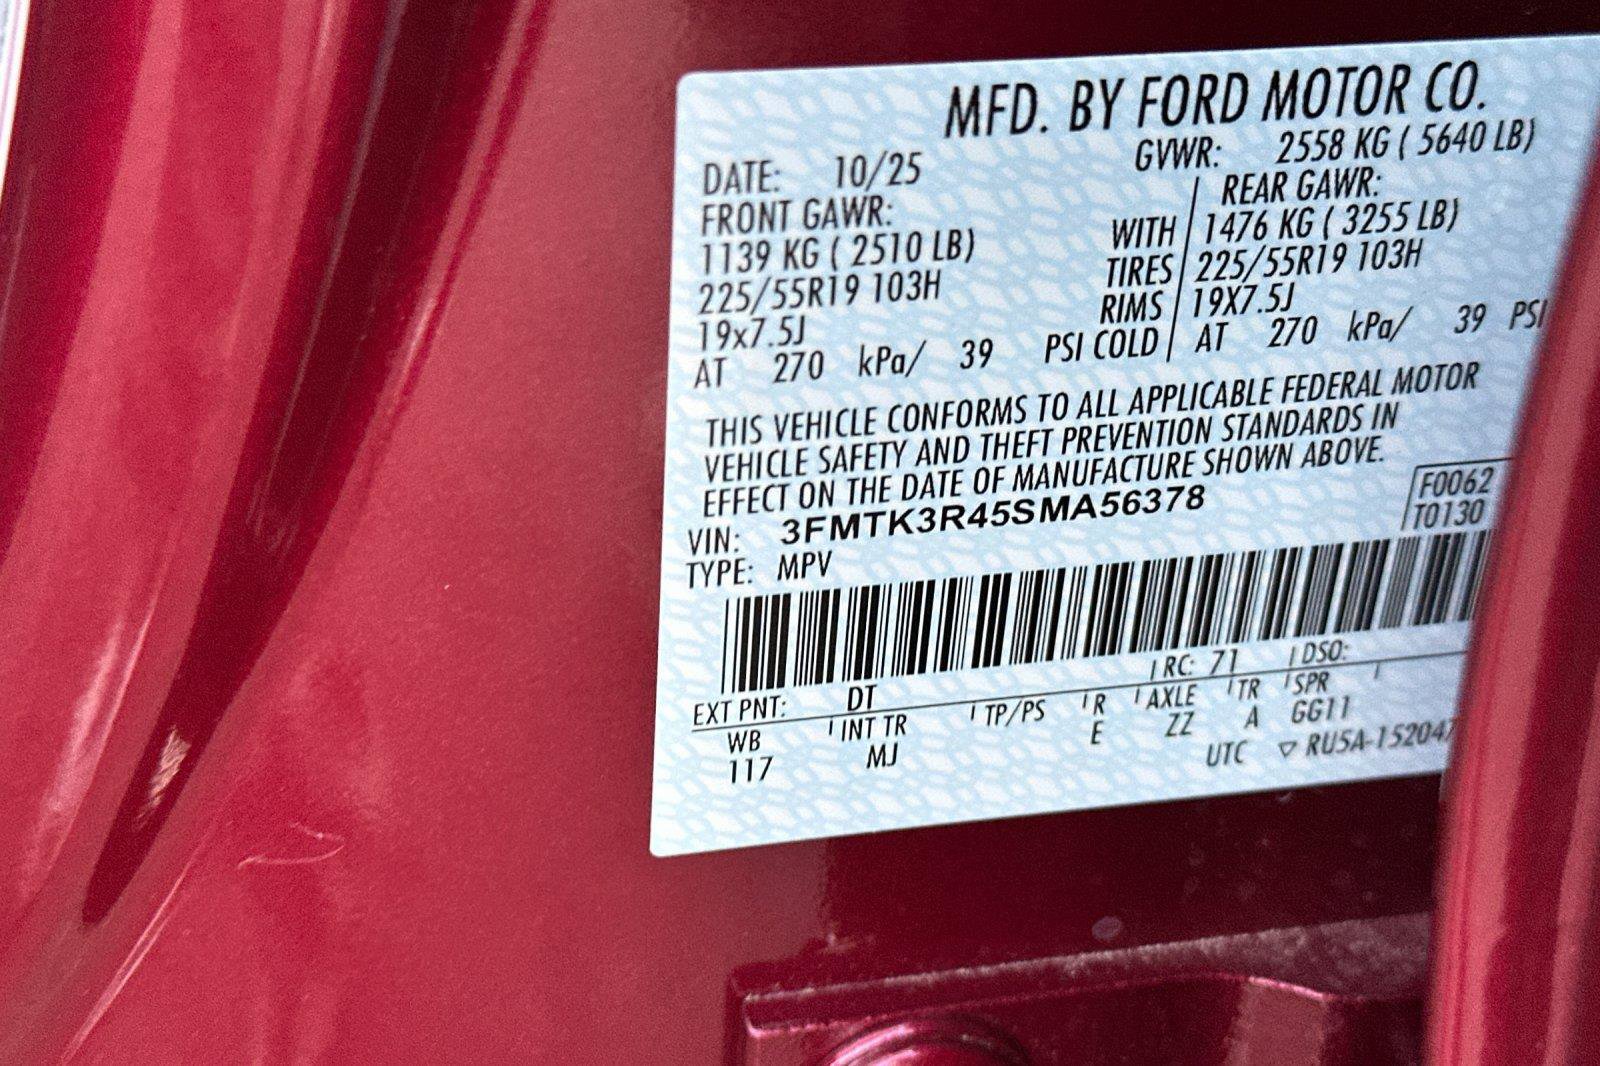 MFD. BY FORD MOTOR CO.
DATE: 10/25 GVWR: 2558 KG ( 5640 LB)
FRONT GAWR: REAR GAWR:
1139 KG ( 2510 LB) WITH 1476 KG ( 3255 LB)
225/55R19 103H TIRES 225/55R19 103H
19x7.5J RIMS 19X7.5J
AT 270 kPa/ 39 PSI COLD AT 270 kPa/ 39 PSI
THIS VEHICLE CONFORMS TO ALL APPLICABLE FEDERAL MOTOR
VEHICLE SAFETY AND THEFT PREVENTION STANDARDS IN
EFFECT ON THE DATE OF MANUFACTURE SHOWN ABOVE.
VIN: 3FMTK3R45SMA56378 F0062
TYPE: MPV T0130
EXT PNT: DT RC: 71 DSO:
WB INT TR TP/PS R AXLE TR SPR
117 MJ E ZZ A GG11
UTC ▽ RU5A-152047